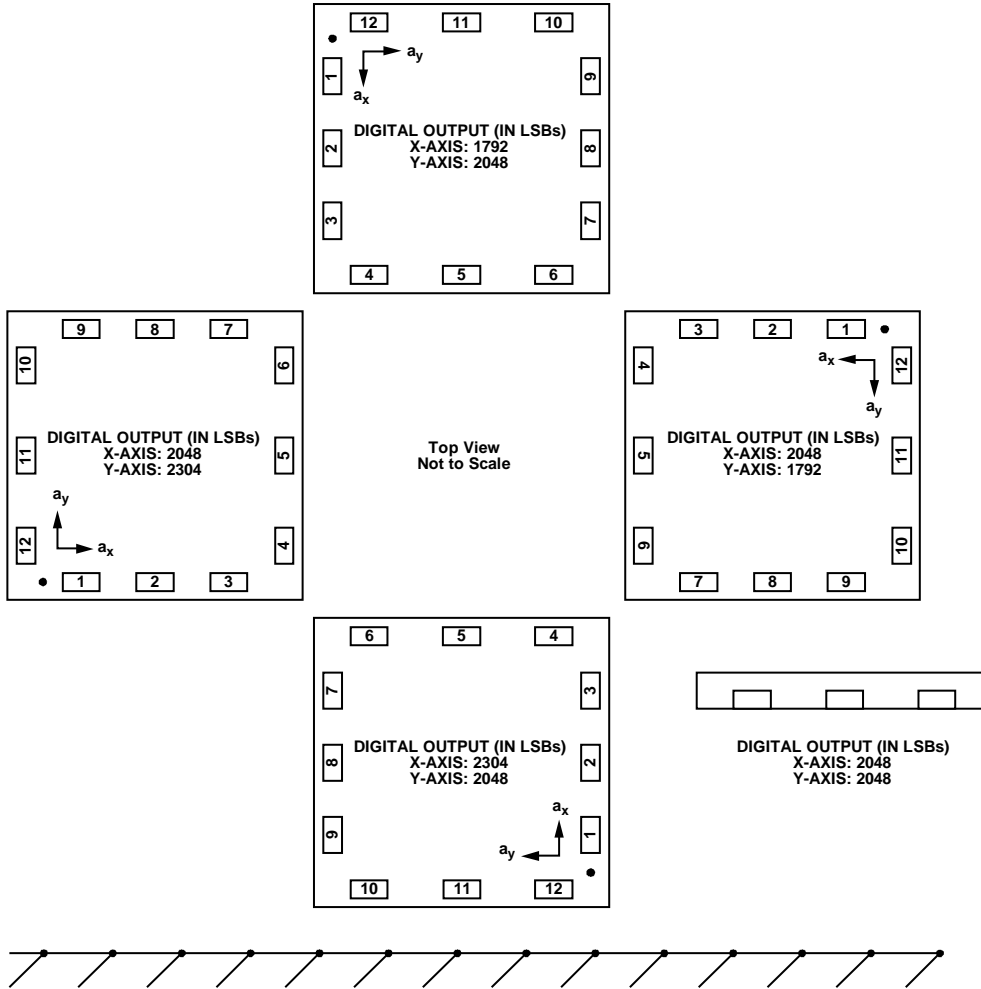 12 11 10
a_y
a_x
1 9
DIGITAL OUTPUT (IN LSBs)
X-AXIS: 1792
Y-AXIS: 2048
2 8
3 7
4 5 6
9 8 7
10 6
DIGITAL OUTPUT (IN LSBs)
X-AXIS: 2048
Y-AXIS: 2304
11 5
a_y
a_x
12 4
1 2 3
Top View
Not to Scale
3 2 1
4 12
a_x
a_y
DIGITAL OUTPUT (IN LSBs)
X-AXIS: 2048
Y-AXIS: 1792
5 11
6 10
7 8 9
6 5 4
7 3
DIGITAL OUTPUT (IN LSBs)
X-AXIS: 2304
Y-AXIS: 2048
8 2
a_x
a_y
9 1
10 11 12
DIGITAL OUTPUT (IN LSBs)
X-AXIS: 2048
Y-AXIS: 2048